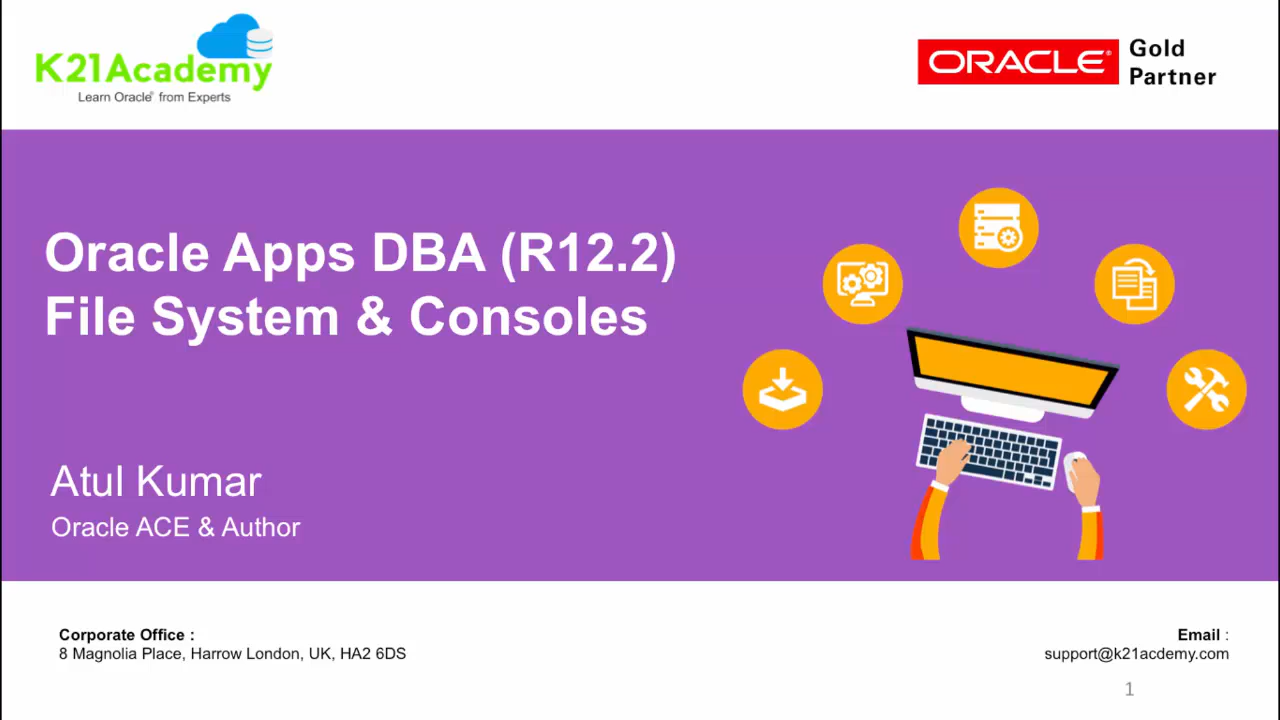 K21Academy
Learn Oracle® from Experts
ORACLE®
Gold
Partner
Oracle Apps DBA (R12.2)
File System & Consoles
Atul Kumar
Oracle ACE & Author
Corporate Office :
8 Magnolia Place, Harrow London, UK, HA2 6DS
Email :
support@k21acdemy.com
1